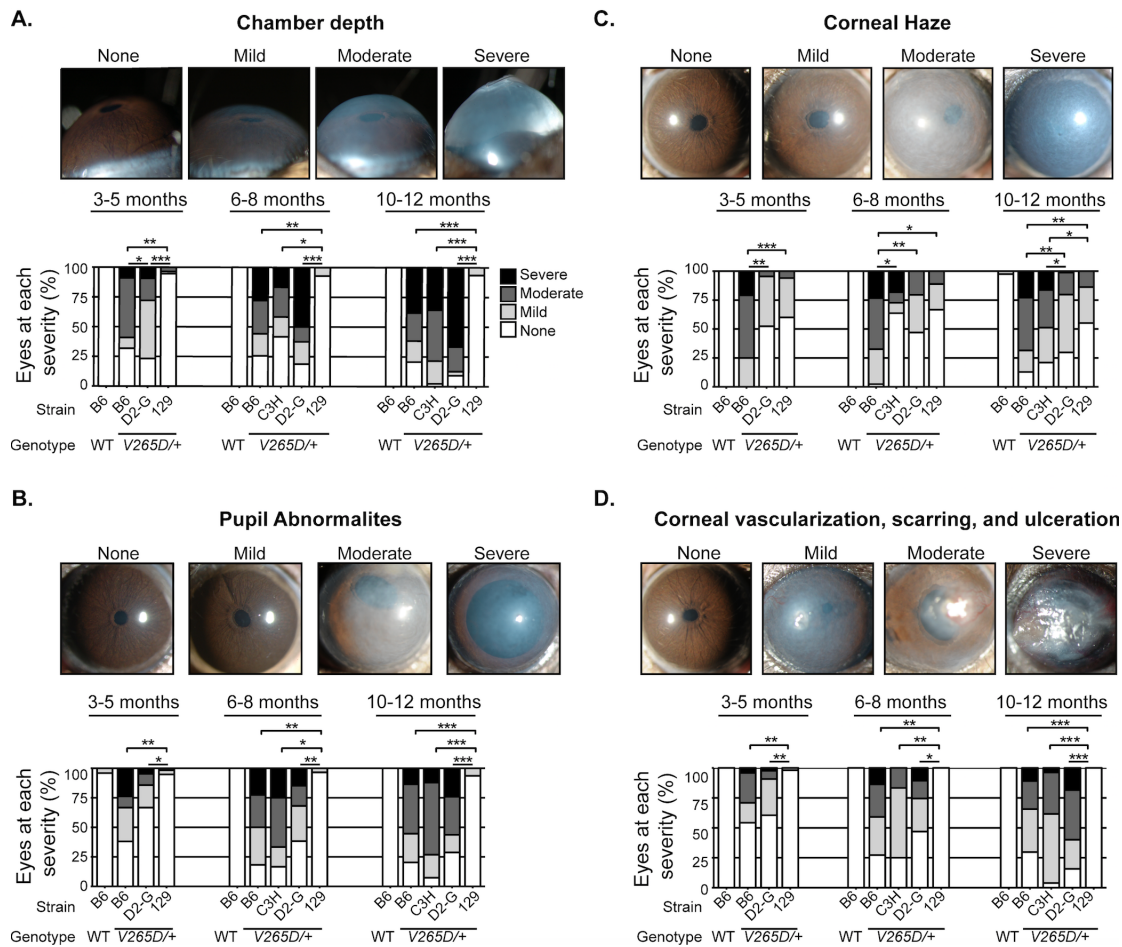 A.
Chamber depth
None Mild Moderate Severe
3-5 months 6-8 months 10-12 months
** ** ***
* *** * *** *** ***
100
75
50
25
0
Eyes at each
severity (%)
Severe
Moderate
Mild
None
Strain B6 B6 D2-G 129 B6 B6 C3H D2-G 129 B6 B6 C3H D2-G 129
Genotype WT V265D/+ WT V265D/+ WT V265D/+
B.
Pupil Abnormalites
None Mild Moderate Severe
3-5 months 6-8 months 10-12 months
** ** ***
* * ** *** ***
100
75
50
25
0
Eyes at each
severity (%)
Strain B6 B6 D2-G 129 B6 B6 C3H D2-G 129 B6 B6 C3H D2-G 129
Genotype WT V265D/+ WT V265D/+ WT V265D/+
C.
Corneal Haze
None Mild Moderate Severe
3-5 months 6-8 months 10-12 months
*** * **
** ** * ** * *
100
75
50
25
0
Eyes at each
severity (%)
Strain B6 B6 D2-G 129 B6 B6 C3H D2-G 129 B6 B6 C3H D2-G 129
Genotype WT V265D/+ WT V265D/+ WT V265D/+
D.
Corneal vascularization, scarring, and ulceration
None Mild Moderate Severe
3-5 months 6-8 months 10-12 months
** ** ***
** ** * *** ***
100
75
50
25
0
Eyes at each
severity (%)
Strain B6 B6 D2-G 129 B6 B6 C3H D2-G 129 B6 B6 C3H D2-G 129
Genotype WT V265D/+ WT V265D/+ WT V265D/+